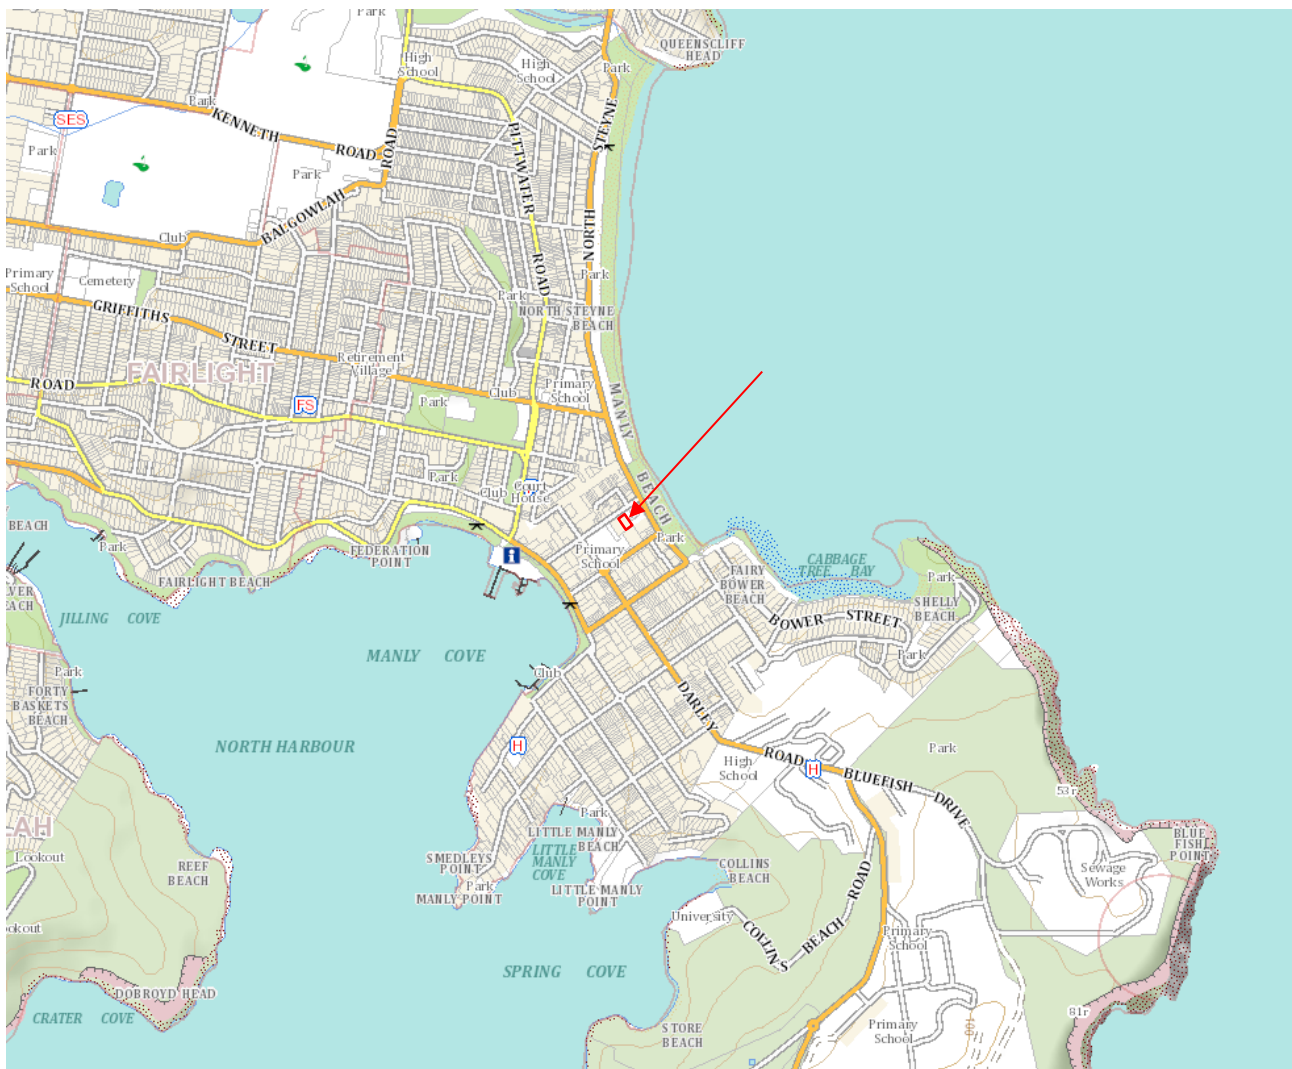 Park
QUEENSCLIFF
HEAD
High
School
High
School
Park
Park
SES
KENNETH
ROAD
ROAD
PITTWATER
ROAD
NORTH
STEYNE
Park
Park
BALGOWLAH
Club
Primary
School
Cemetery
Park
Park
NORTH STEYNE
BEACH
GRIFFITHS
STREET
Retirement
Village
FAIRLIGHT
ROAD
FS
Park
Club
Primary
School
MANLY
BEACH
Park
Club
Court
House
Park
Primary
School
BEACH
Park
FEDERATION
POINT
FAIRLIGHT BEACH
i
CABBAGE
TREE BAY
FAIRY
BOWER
BEACH
Park
SHELLY
BEACH
BOWER STREET
Park
JILLING COVE
MANLY COVE
Park
FORTY
BASKETS
BEACH
Club
DARLEY
ROAD
NORTH HARBOUR
H
High
School
H
BLUEFISH
DRIVE
Park
53
BLUE
FISH
POINT
Sewage
Works
Park
LITTLE MANLY
BEACH
LITTLE
MANLY
COVE
LITTLE MANLY
POINT
SMEDLEYS
POINT
Park
MANLY POINT
COLLINS
BEACH
LAH
Lookout
REEF
BEACH
University
COLLINS
BEACH
ROAD
Primary
School
SPRING COVE
DOBROYD HEAD
CRATER COVE
STORE
BEACH
Primary
School
100
81